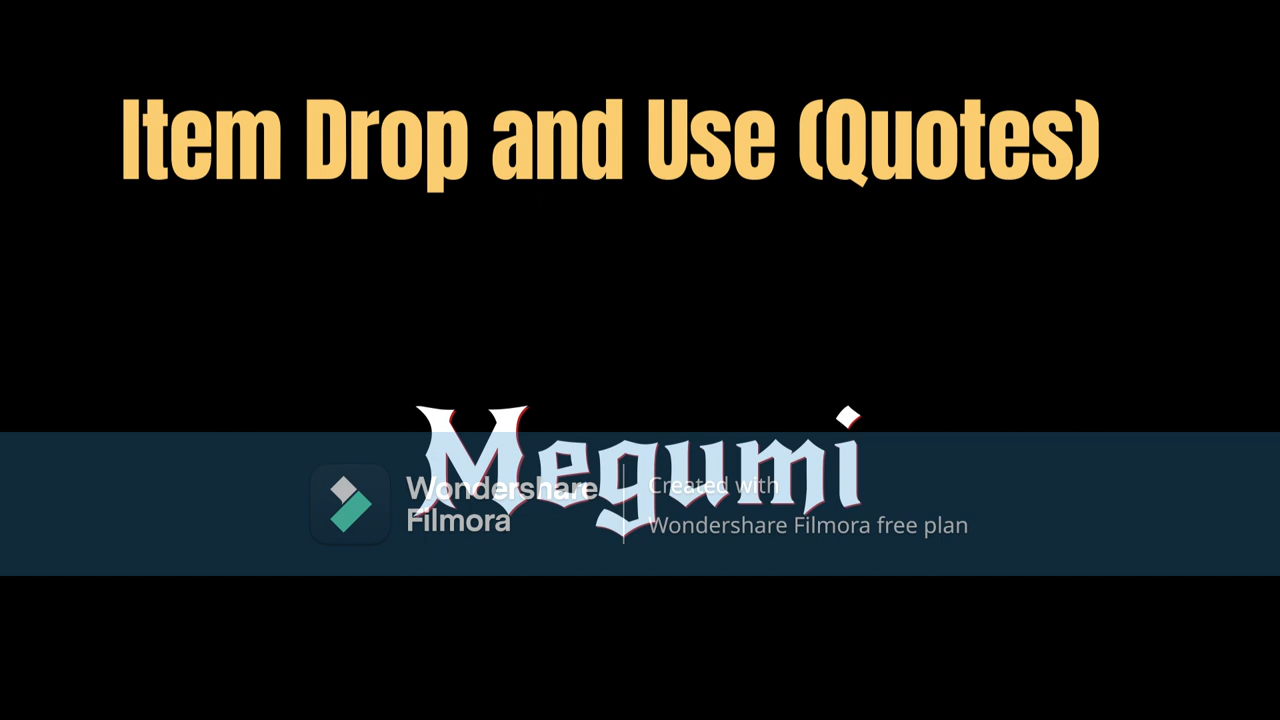 Item Drop and Use (Quotes)
Megumi
Wondershare
Filmora
Created with
Wondershare Filmora free plan